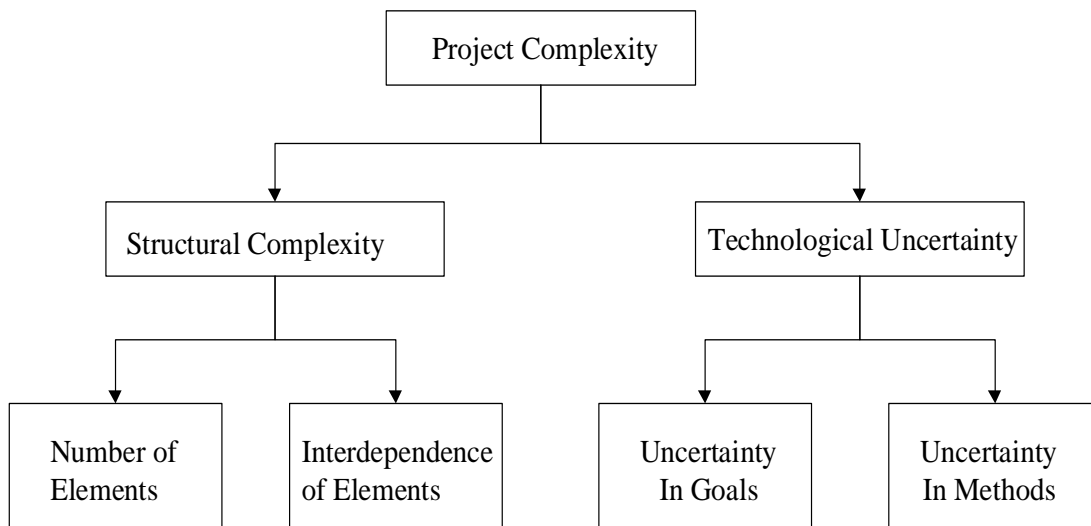 Project Complexity
Structural Complexity
Technological Uncertainty
Number of
Elements
Interdependence
of Elements
Uncertainty
In Goals
Uncertainty
In Methods